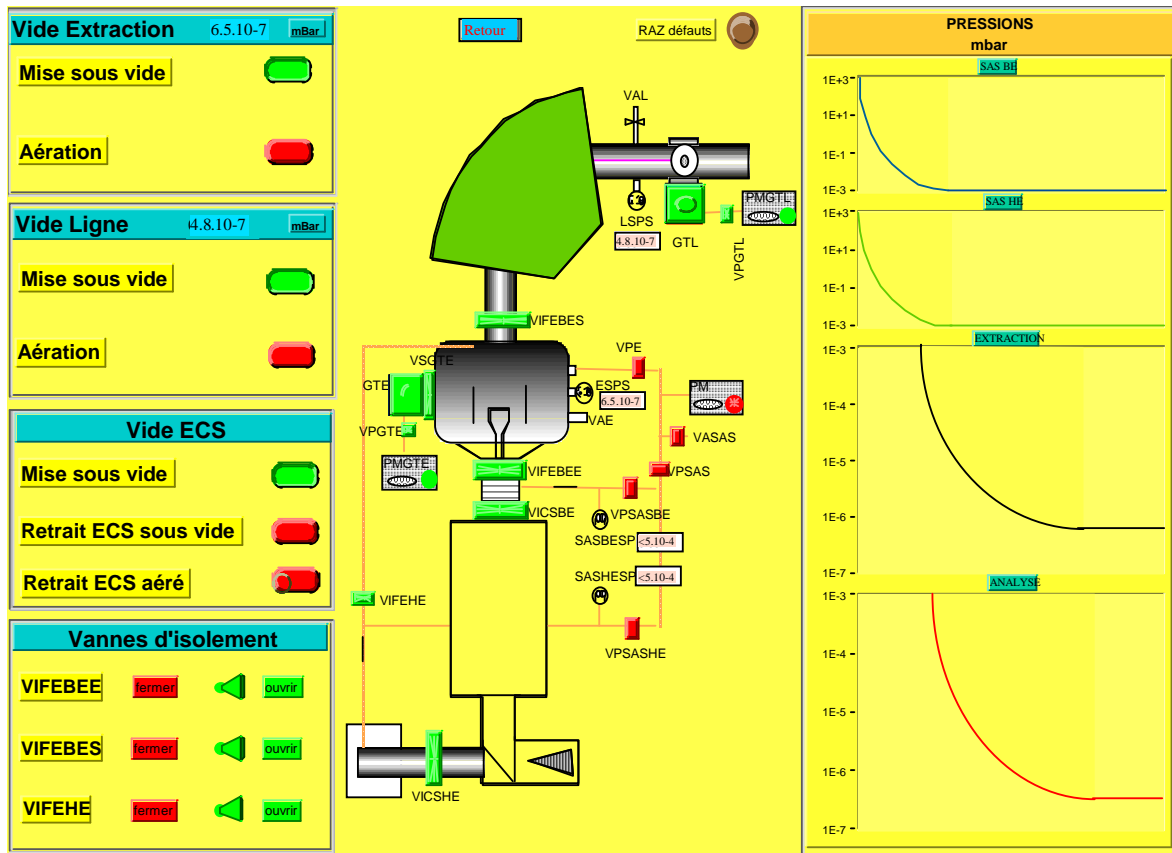 Vide Extraction 6.5.10-7 mBar
Mise sous vide
Aération
Vide Ligne 4.8.10-7 mBar
Mise sous vide
Aération
Vide ECS
Mise sous vide
Retrait ECS sous vide
Retrait ECS aéré
Vannes d'isolement
VIFEBEE fermer ouvrir
VIFEBES fermer ouvrir
VIFEHE fermer ouvrir
Retour
RAZ défauts
VAL
PMGTL
LSPS
4.8.10-7
GTL
VPGTL
VIFEBES
VSGTE
VPE
GTE
ESPS
6.5.10-7
PM
VAE
VPGTE
VASAS
PMGTE
VIFEBEE
VPSAS
VICSBE
VPSASBE
SASBESP <5.10-4
SASHESP <5.10-4
VIFEHE
VPSASHE
VICSHE
PRESSIONS
mbar
SAS BE
1E+3
1E+1
1E-1
1E-3
SAS HE
1E+3
1E+1
1E-1
1E-3
EXTRACTION
1E-3
1E-4
1E-5
1E-6
1E-7
ANALYSE
1E-3
1E-4
1E-5
1E-6
1E-7